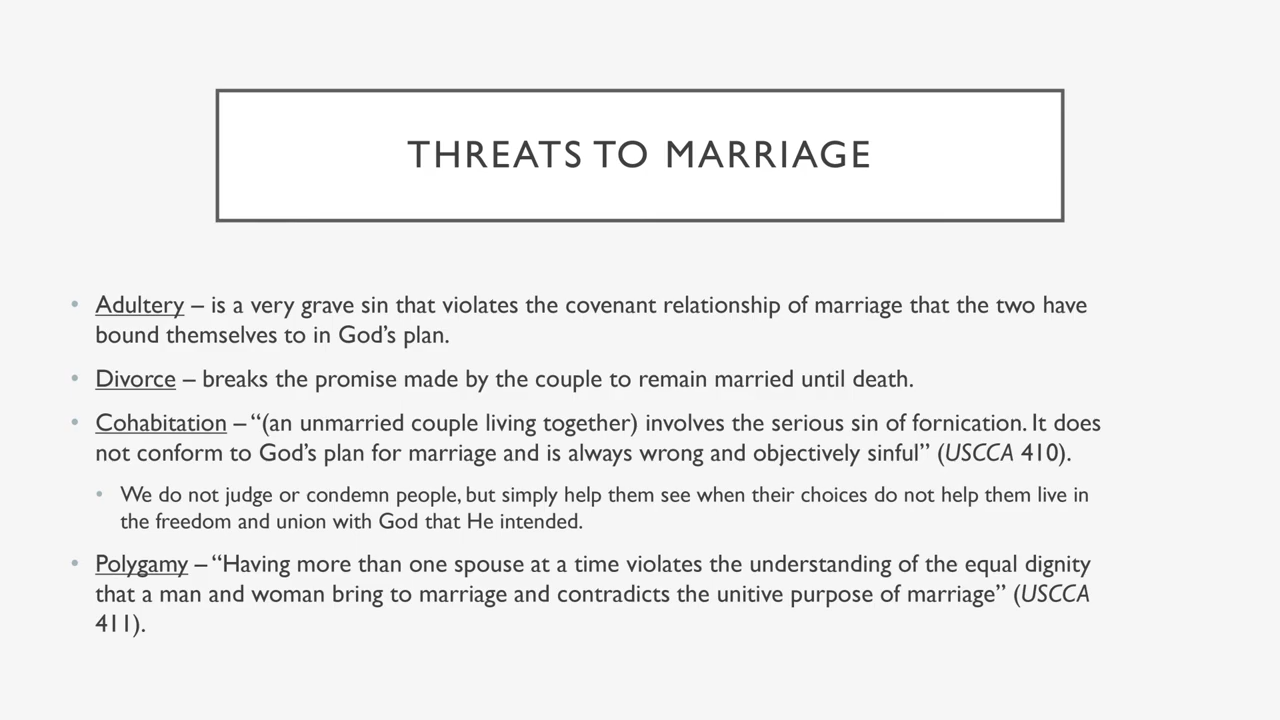 THREATS TO MARRIAGE
• Adultery – is a very grave sin that violates the covenant relationship of marriage that the two have
bound themselves to in God’s plan.
• Divorce – breaks the promise made by the couple to remain married until death.
• Cohabitation – “(an unmarried couple living together) involves the serious sin of fornication. It does
not conform to God’s plan for marriage and is always wrong and objectively sinful” (USCCA 410).
• We do not judge or condemn people, but simply help them see when their choices do not help them live in
the freedom and union with God that He intended.
• Polygamy – “Having more than one spouse at a time violates the understanding of the equal dignity
that a man and woman bring to marriage and contradicts the unitive purpose of marriage” (USCCA
411).